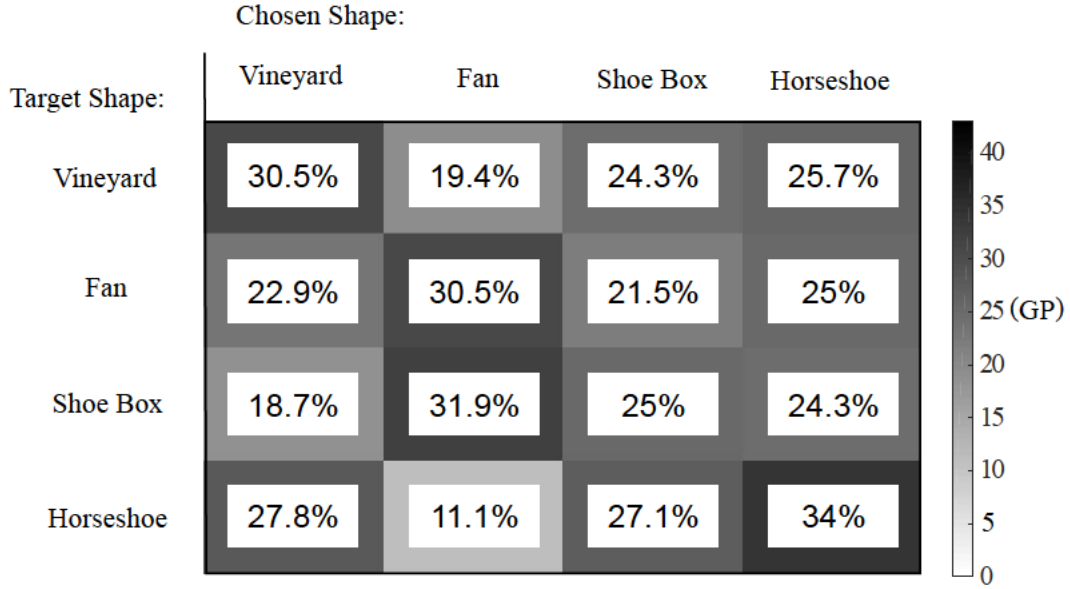 Chosen Shape:
Vineyard Fan Shoe Box Horseshoe
Target Shape:
Vineyard 30.5% 19.4% 24.3% 25.7%
Fan 22.9% 30.5% 21.5% 25%
Shoe Box 18.7% 31.9% 25% 24.3%
Horseshoe 27.8% 11.1% 27.1% 34%
40
35
30
25 (GP)
20
15
10
5
0